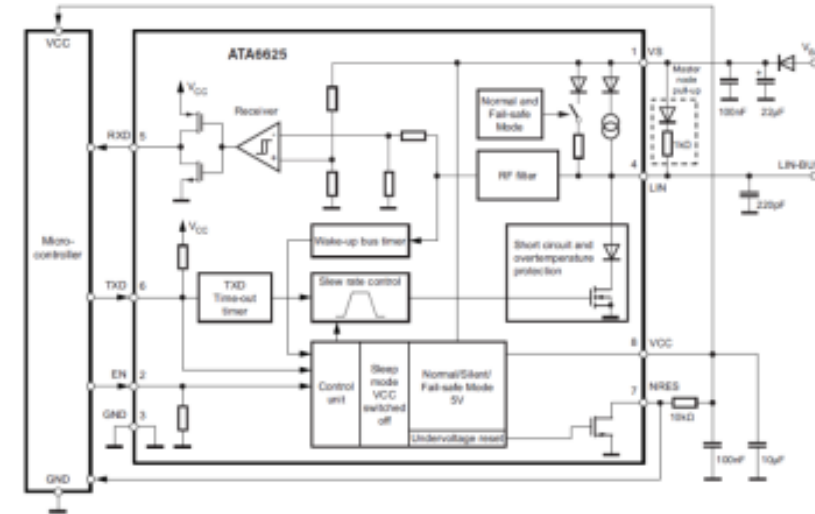 VCC
ATA6625
1
VS
Master
node
pull-up
VCC
Receiver
Normal and
Fail-safe
Mode
100nF
22µF
RXD
5
1kΩ
4
LIN-BUS
RF filter
LIN
220pF
VCC
Wake-up bus timer
Short circuit and
overtemperature
protection
Micro-
controller
TXD
6
TXD
Time-out
timer
Slew rate control
8
VCC
EN
2
Control
unit
Sleep
mode
VCC
switched
off
Normal/Silent/
Fail-safe Mode
5V
7
NRES
10kΩ
GND
3
Undervoltage reset
100nF
10µF
GND